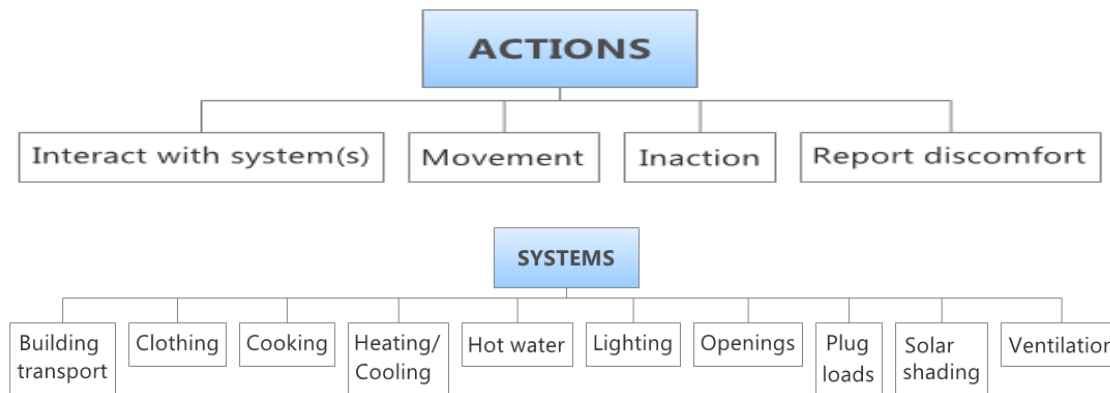 ACTIONS
Interact with system(s)
Movement
Inaction
Report discomfort
SYSTEMS
Building
transport
Clothing
Cooking
Heating/
Cooling
Hot water
Lighting
Openings
Plug
loads
Solar
shading
Ventilation